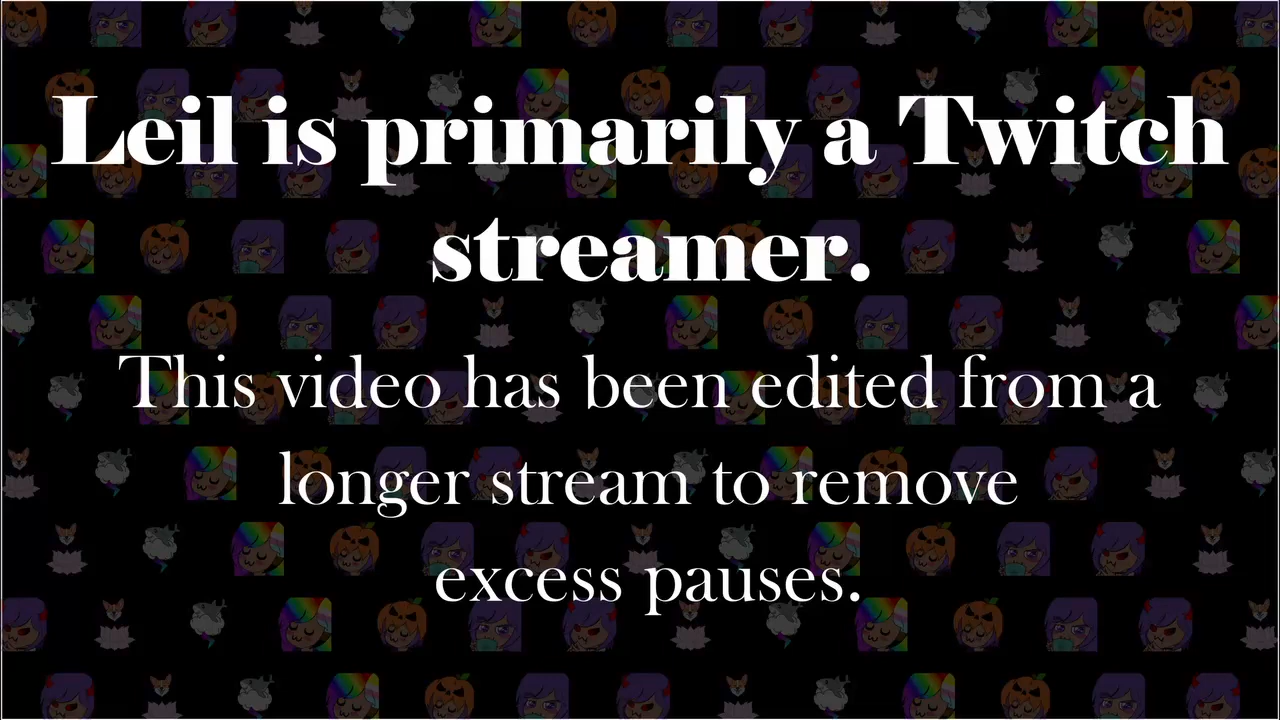 Leil is primarily a Twitch
streamer.
This video has been edited from a
longer stream to remove
excess pauses.